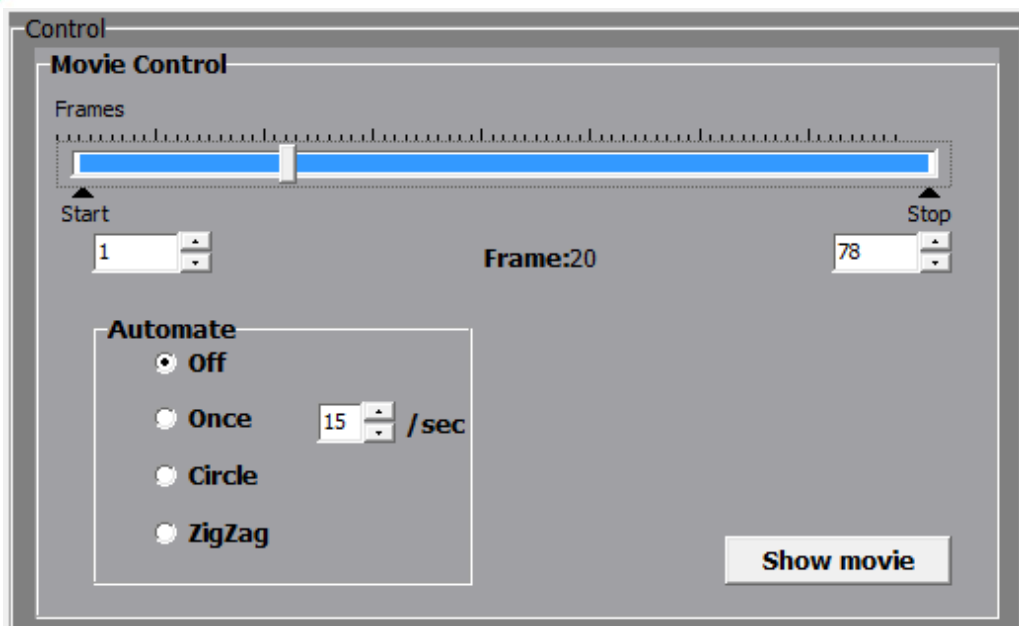 Control
Movie Control
Frames
Start
Stop
1
Frame:20
78
Automate
Off
Once 15 /sec
Circle
ZigZag
Show movie